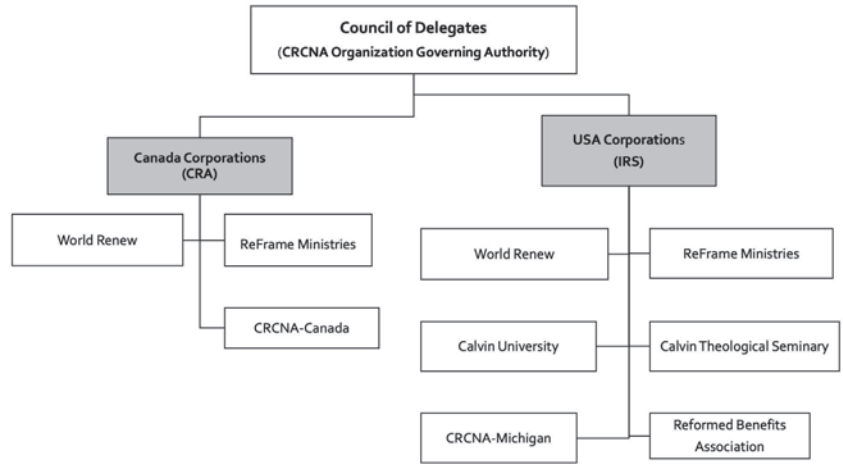 Council of Delegates
(CRCNA Organization Governing Authority)
Canada Corporations
(CRA)
USA Corporations
(IRS)
World Renew
ReFrame Ministries
CRCNA-Canada
World Renew
ReFrame Ministries
Calvin University
Calvin Theological Seminary
CRCNA-Michigan
Reformed Benefits
Association